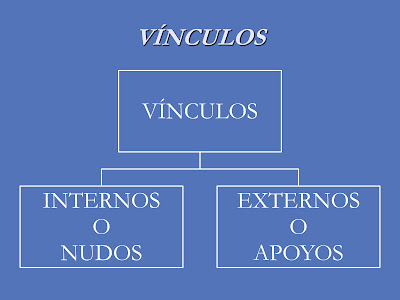 VÍNCULOS
VÍNCULOS
INTERNOS
O
NUDOS
EXTERNOS
O
APOYOS